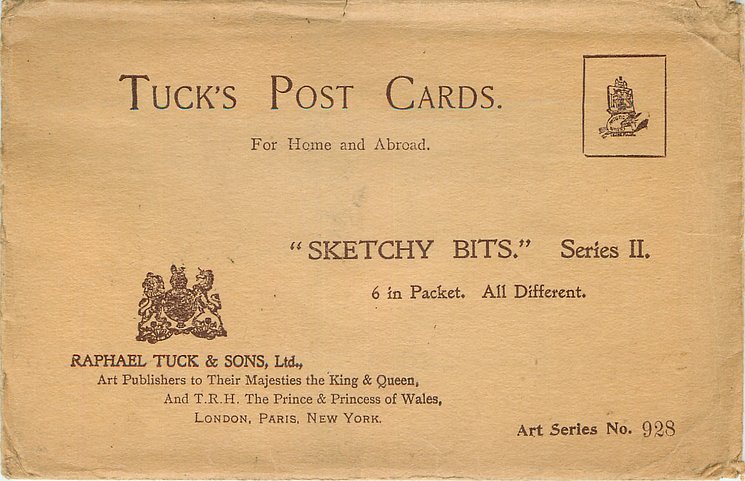 TUCK'S POST CARDS.
For Home and Abroad.
"SKETCHY BITS." Series II.
6 in Packet. All Different.
RAPHAEL TUCK & SONS, Ltd.,
Art Publishers to Their Majesties the King & Queen,
And T.R.H. The Prince & Princess of Wales,
LONDON, PARIS, NEW YORK.
Art Series No. 928